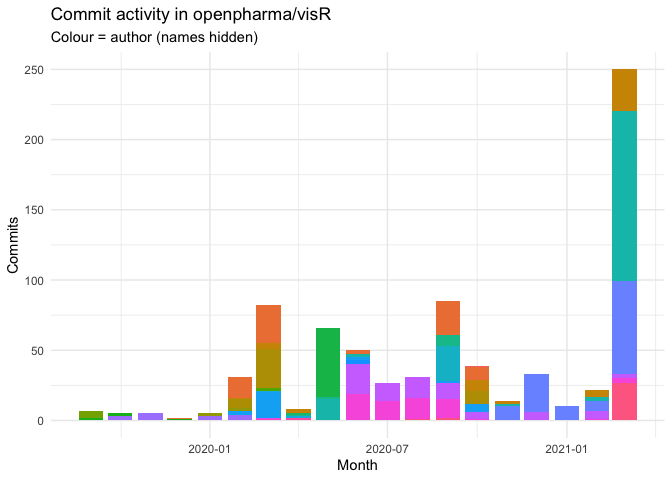 Commit activity in openpharma/visR
Colour = author (names hidden)
250
200
150
100
50
0
Commits
2020-01
2020-07
2021-01
Month